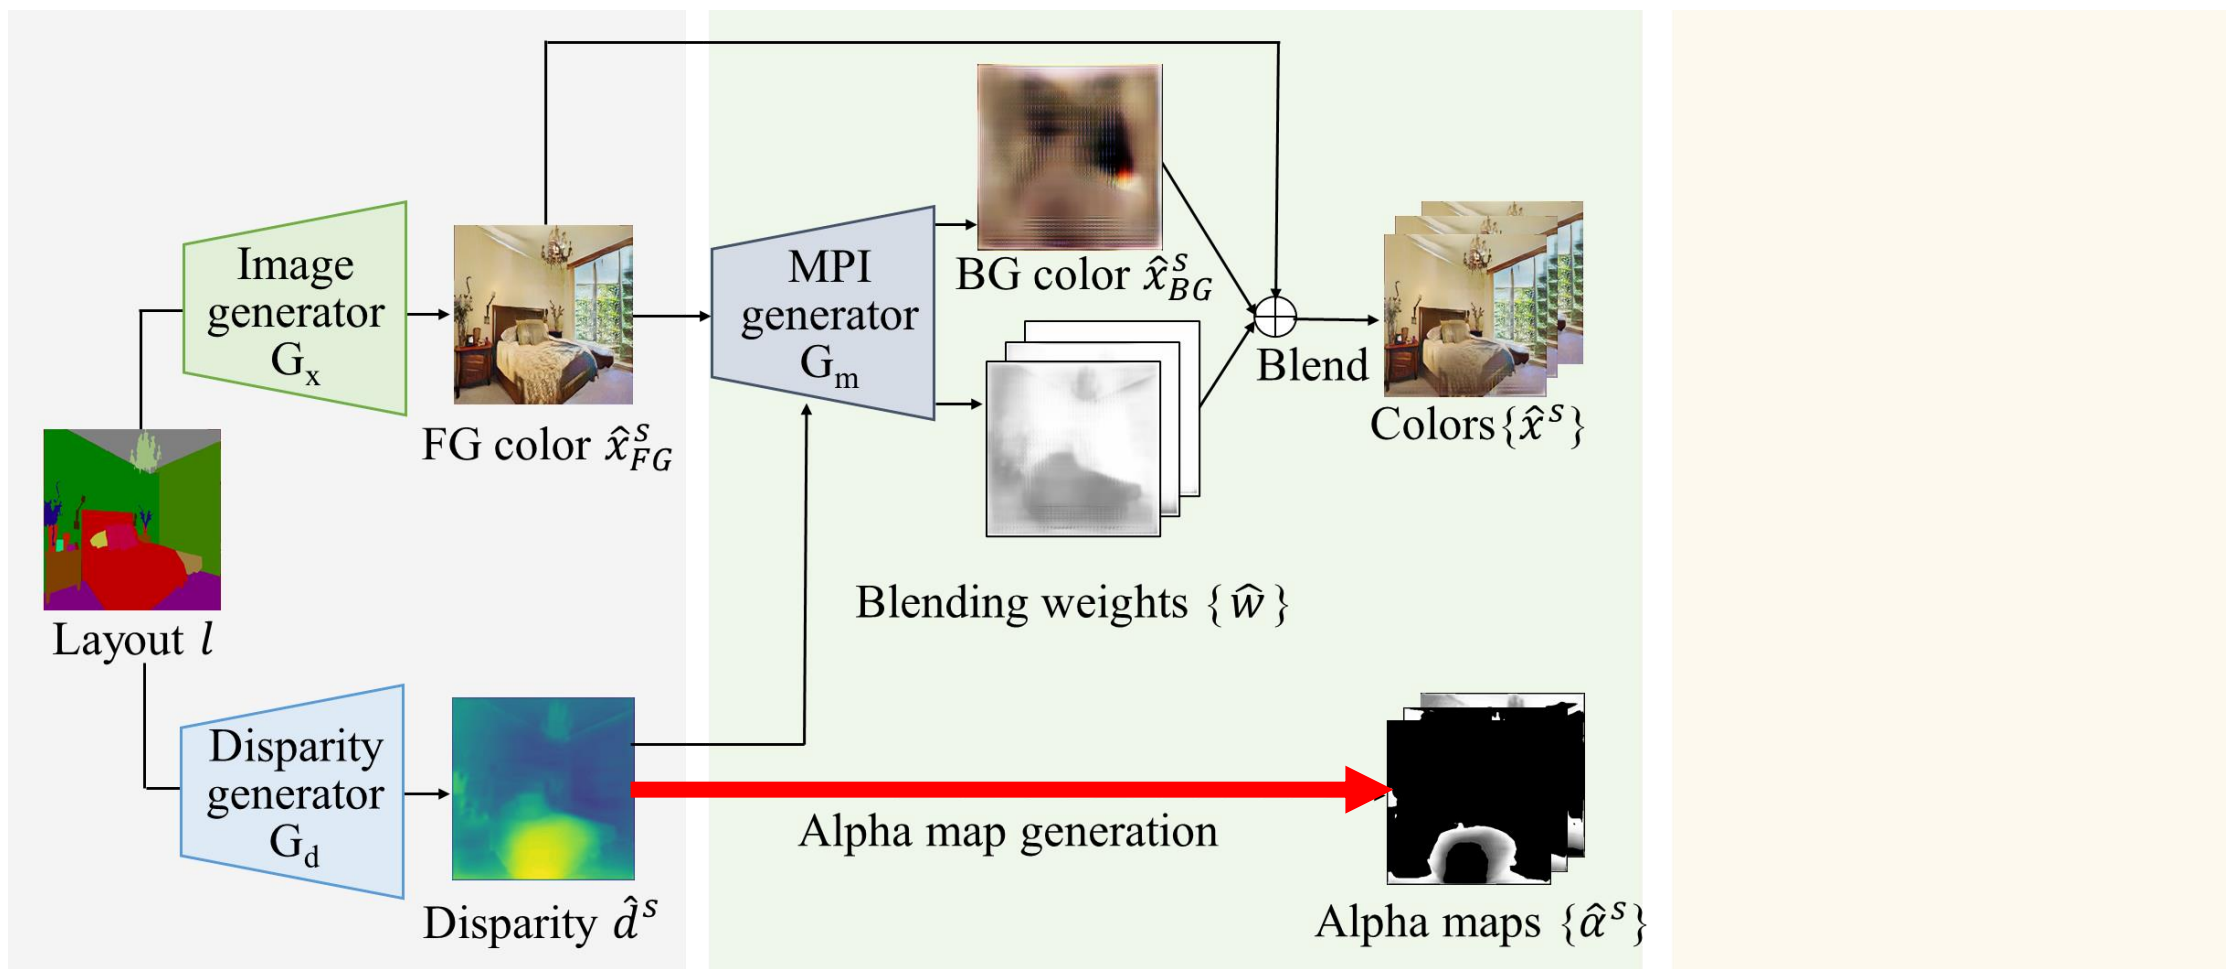 Image
generator
Gₓ
FG color x̂ˢ_FG
Layout l
Disparity
generator
G_d
Disparity d̂ˢ
MPI
generator
Gₘ
BG color x̂ˢ_BG
Blending weights {ŵ}
Blend
Colors{x̂ˢ}
Alpha map generation
Alpha maps {α̂ˢ}